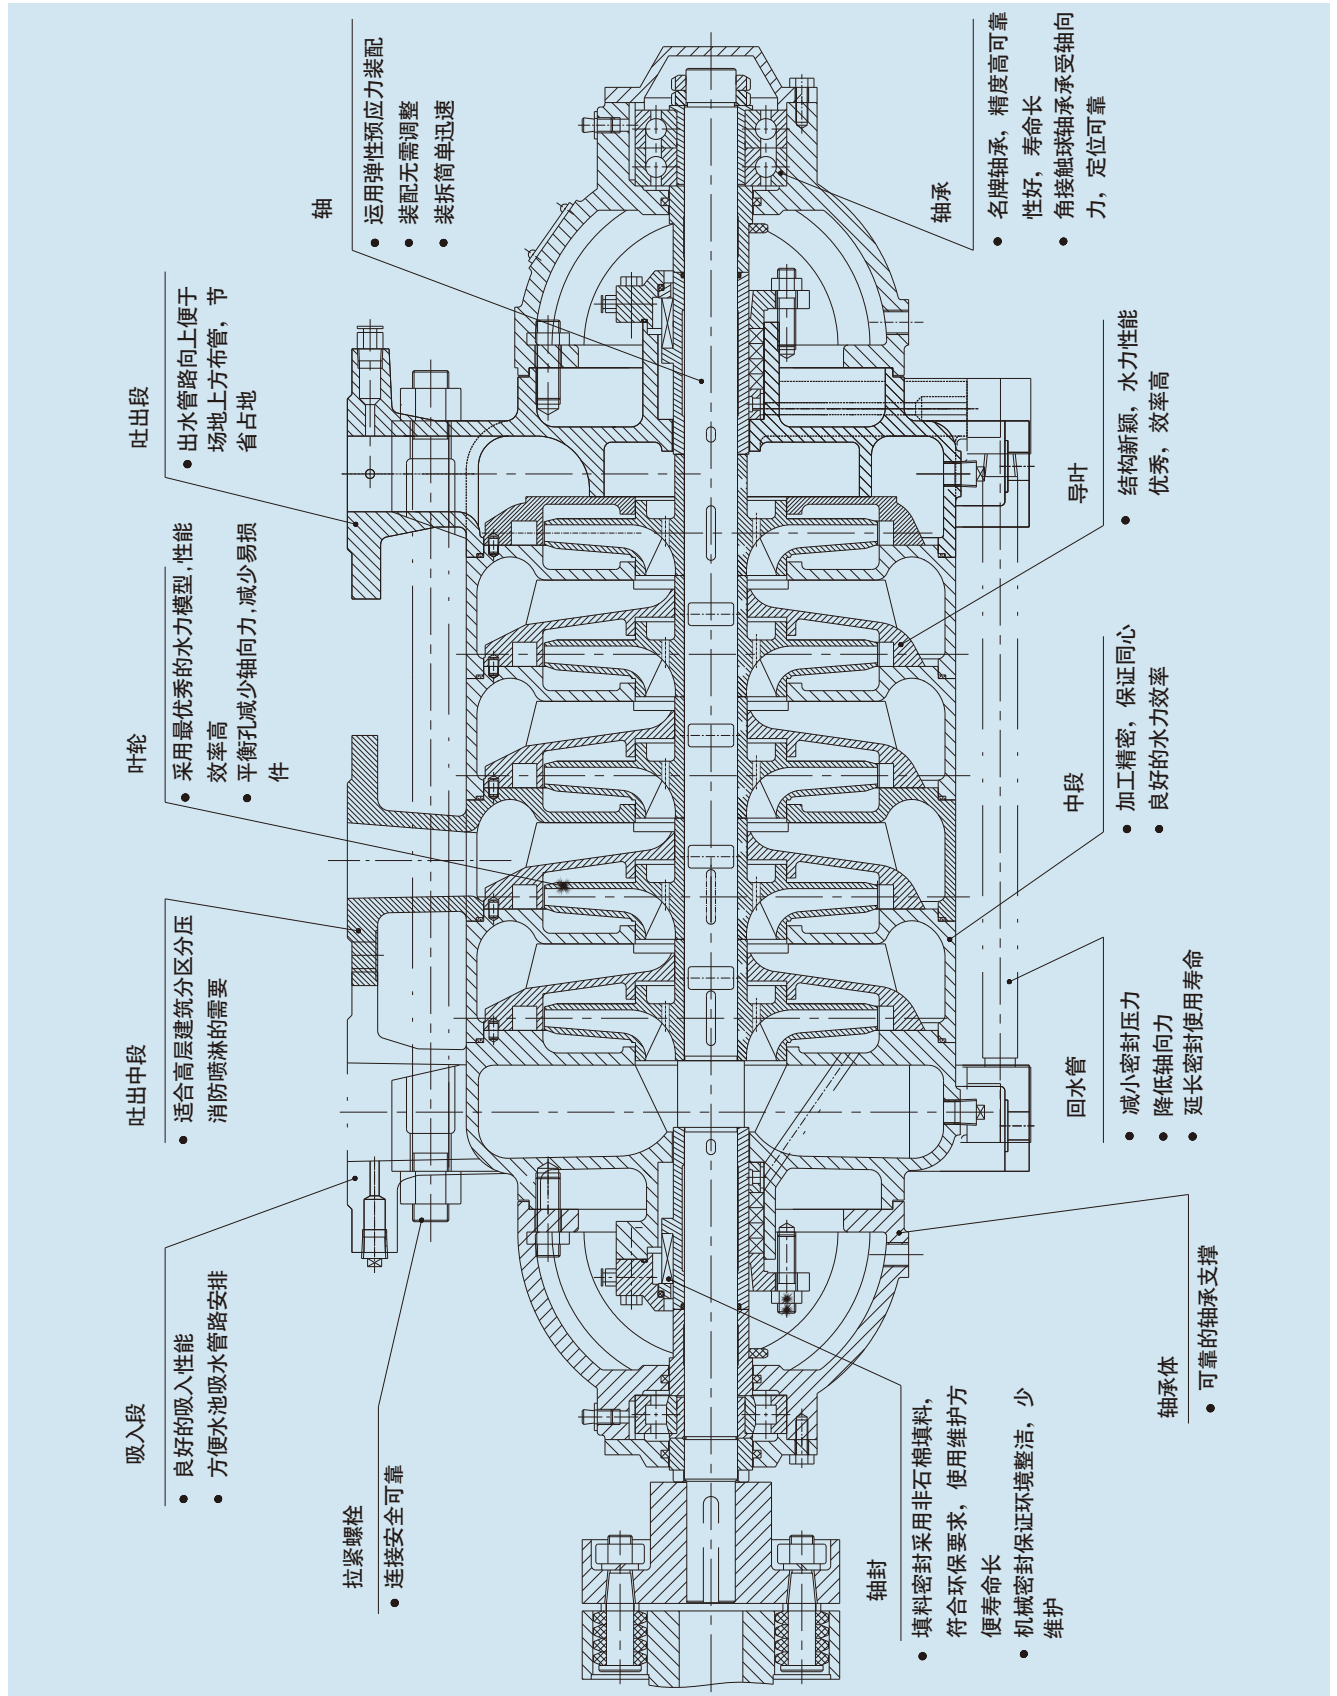 吸入段
● 良好的吸入性能
● 方便水池吸水管路安排
吐出中段
● 适合高层建筑分区分压
消防喷淋的需要
叶轮
● 采用最优秀的水力模型,性能
效率高
● 平衡孔减少轴向力,减少易损
件
吐出段
● 出水管路向上便于
场地上方布管，节
省占地
拉紧螺栓
● 连接安全可靠
轴
● 运用弹性预应力装配
● 装配无需调整
● 装拆简单迅速
轴封
● 填料密封采用非石棉填料，
符合环保要求，使用维护方
便寿命长
● 机械密封保证环境整洁，少
维护
轴承体
● 可靠的轴承支撑
回水管
● 减小密封压力
● 降低轴向力
● 延长密封使用寿命
中段
● 加工精密，保证同心
● 良好的水力效率
导叶
● 结构新颖，水力性能
优秀，效率高
轴承
● 名牌轴承，精度高可靠
性好，寿命长
● 角接触球轴承承受轴向
力，定位可靠